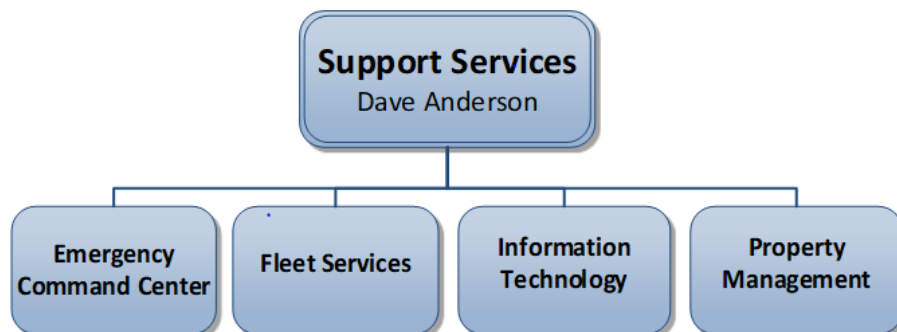 Support Services
Dave Anderson
Emergency
Command Center
Fleet Services
Information
Technology
Property
Management